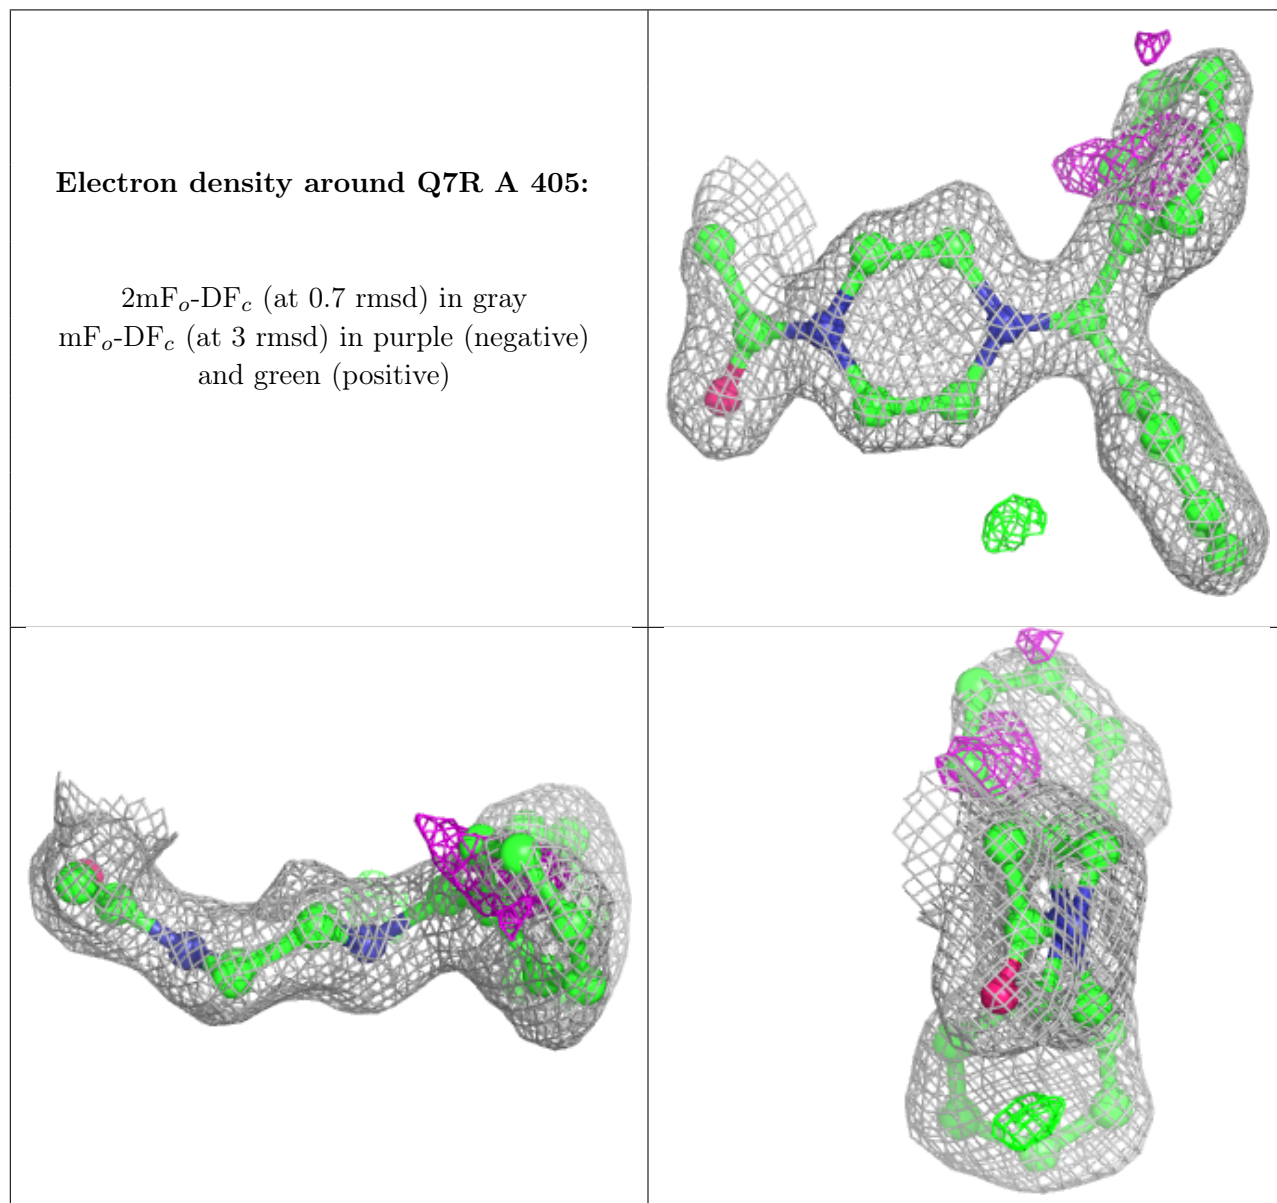 Electron density around Q7R A 405:
2mFo-DFc (at 0.7 rmsd) in gray
mFo-DFc (at 3 rmsd) in purple (negative)
and green (positive)